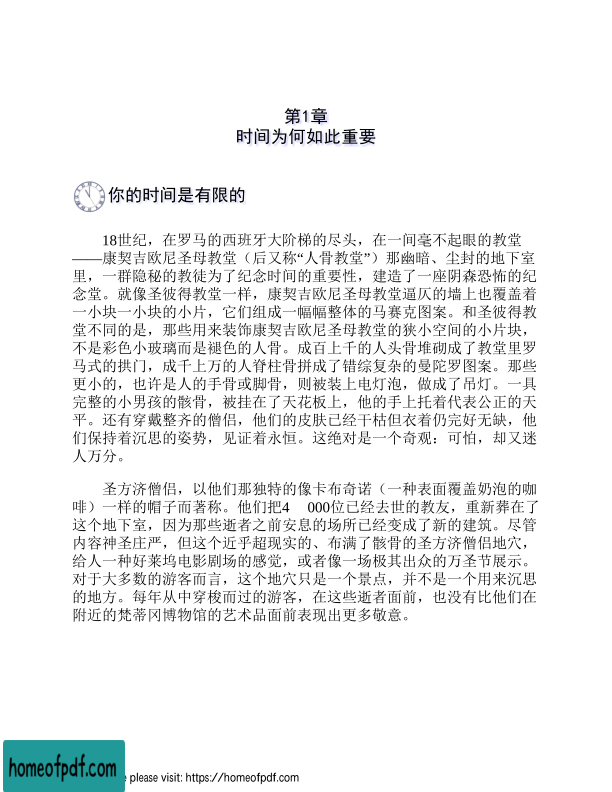 第1章
时间为何如此重要
你的时间是有限的
18世纪，在罗马的西班牙大阶梯的尽头，在一间毫不起眼的教堂
——康契吉欧尼圣母教堂（后又称“人骨教堂”）那幽暗、尘封的地下室
里，一群隐秘的教徒为了纪念时间的重要性，建造了一座阴森恐怖的纪
念堂。就像圣彼得教堂一样，康契吉欧尼圣母教堂逼仄的墙上也覆盖着
一小块一小块的小片，它们组成一幅幅整体的马赛克图案。和圣彼得教
堂不同的是，那些用来装饰康契吉欧尼圣母教堂的狭小空间的小片块，
不是彩色小玻璃而是褪色的人骨。成百上千的人头骨堆砌成了教堂里罗
马式的拱门，成千上万的人脊柱骨拼成了错综复杂的曼陀罗图案。那些
更小的，也许是人的手骨或脚骨，则被装上电灯泡，做成了吊灯。一具
完整的小男孩的骸骨，被挂在了天花板上，他的手上托着代表公正的天
平。还有穿戴整齐的僧侣，他们的皮肤已经干枯但衣着仍完好无缺，他
们保持着沉思的姿势，见证着永恒。这绝对是一个奇观：可怕，却又迷
人万分。
圣方济僧侣，以他们那独特的像卡布奇诺（一种表面覆盖奶泡的咖
啡）一样的帽子而著称。他们把4 000位已经去世的教友，重新葬在了
这个地下室，因为那些逝者之前安息的场所已经变成了新的建筑。尽管
内容神圣庄严，但这个近乎超现实的、布满了骸骨的圣方济僧侣地穴，
给人一种好莱坞电影剧场的感觉，或者像一场极其出众的万圣节展示。
对于大多数的游客而言，这个地穴只是一个景点，并不是一个用来沉思
的地方。每年从中穿梭而过的游客，在这些逝者面前，也没有比他们在
附近的梵蒂冈博物馆的艺术品面前表现出更多敬意。
homeofpdf.com
e please visit: https://homeofpdf.com